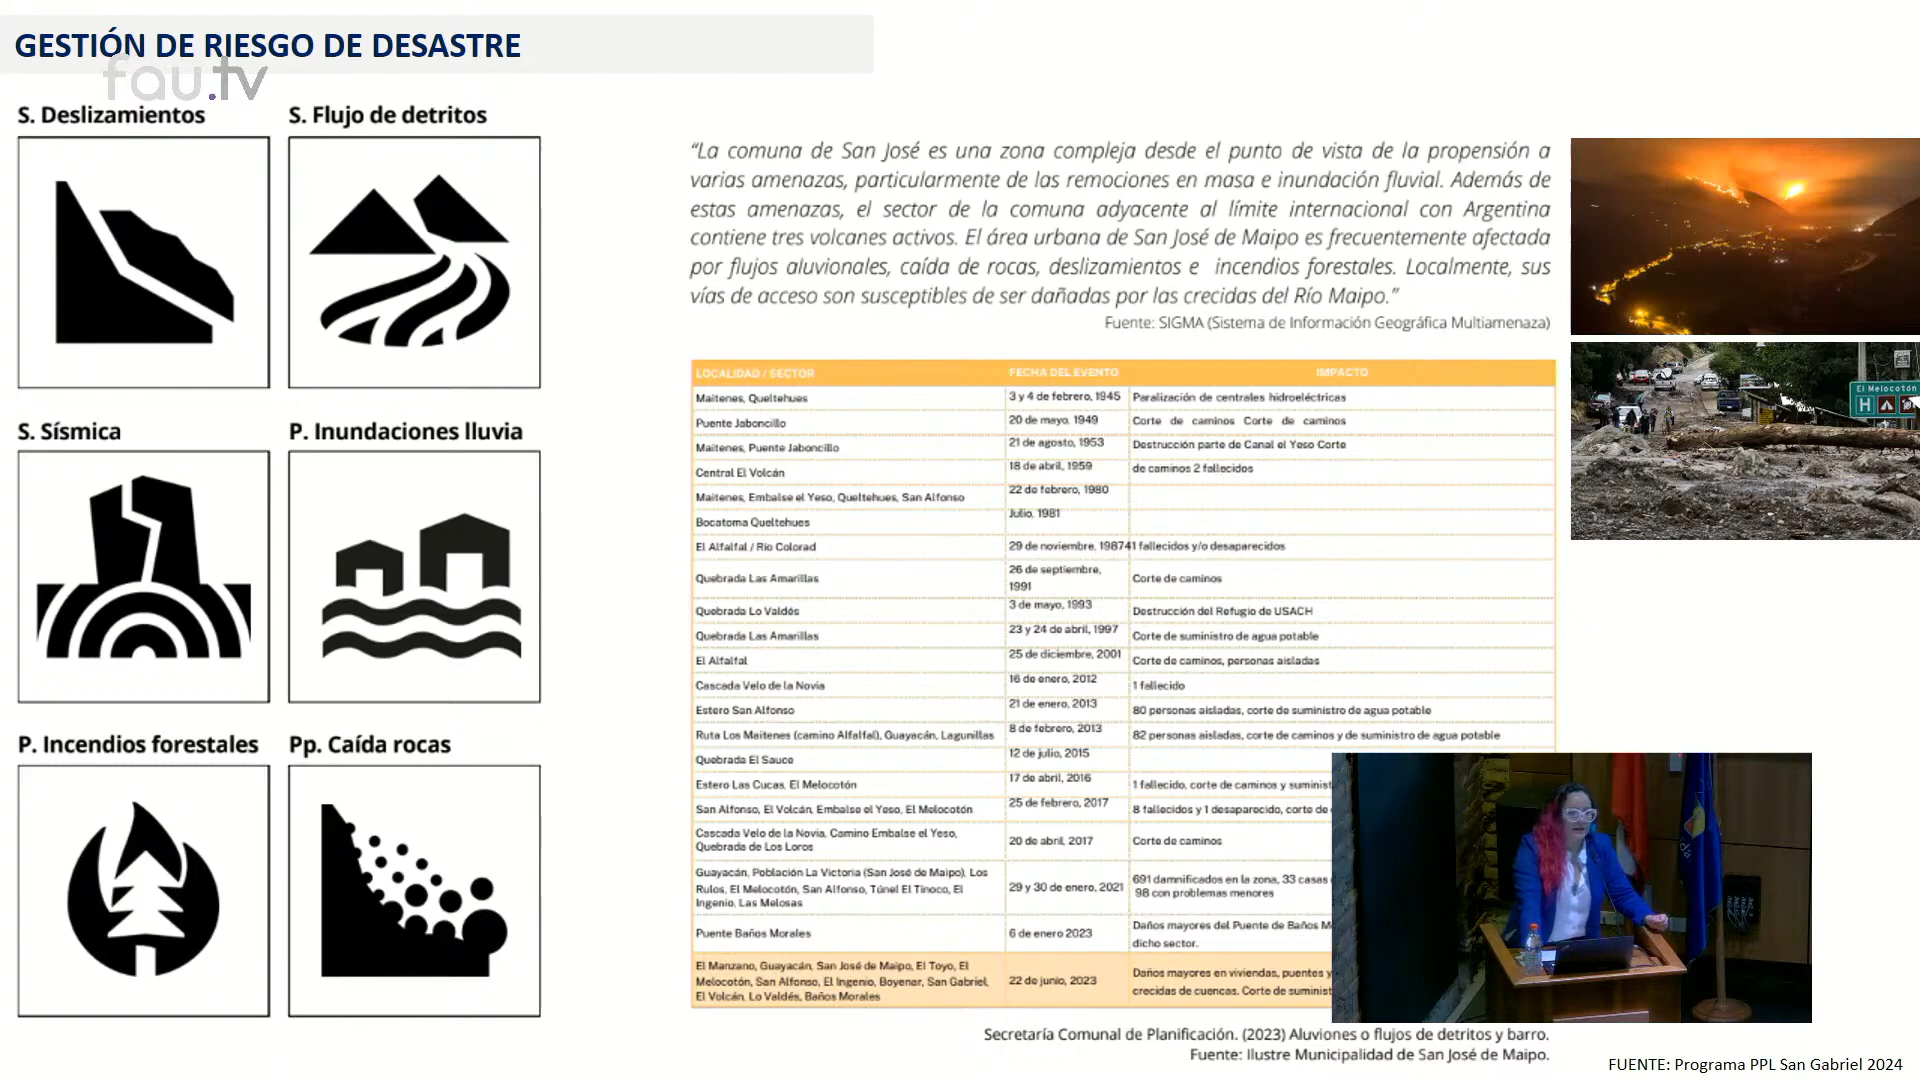 GESTIÓN DE RIESGO DE DESASTRE
fau.tv
S. Deslizamientos
S. Flujo de detritos
S. Sísmica
P. Inundaciones lluvia
P. Incendios forestales
Pp. Caída rocas
“La comuna de San José es una zona compleja desde el punto de vista de la propensión a
varias amenazas, particularmente de las remociones en masa e inundación fluvial. Además de
estas amenazas, el sector de la comuna adyacente al límite internacional con Argentina
contiene tres volcanes activos. El área urbana de San José de Maipo es frecuentemente afectada
por flujos aluvionales, caída de rocas, deslizamientos e incendios forestales. Localmente, sus
vías de acceso son susceptibles de ser dañadas por las crecidas del Río Maipo.”
Fuente: SIGMA (Sistema de Información Geográfica Multiamenaza)
LOCALIDAD / SECTOR FECHA DEL EVENTO IMPACTO
Maitenes, Queltehues 3 y 4 de febrero, 1945 Paralización de centrales hidroeléctricas
Puente Jaboncillo 20 de mayo, 1949 Corte de caminos Corte de caminos
Maitenes, Puente Jaboncillo 21 de agosto, 1953 Destrucción parte de Canal el Yeso Corte
Central El Volcán 18 de abril, 1959 de caminos 2 fallecidos
Maitenes, Embalse el Yeso, Queltehues, San Alfonso 22 de febrero, 1980
Bocatoma Queltehues Julio, 1981
El Alfalfal / Río Colorad 29 de noviembre, 198741 fallecidos y/o desaparecidos
Quebrada Las Amarillas 26 de septiembre,
1991 Corte de caminos
Quebrada Lo Valdés 3 de mayo, 1993 Destrucción del Refugio de USACH
Quebrada Las Amarillas 23 y 24 de abril, 1997 Corte de suministro de agua potable
El Alfalfal 25 de diciembre, 2001 Corte de caminos, personas aisladas
Cascada Velo de la Novia 16 de enero, 2012 1 fallecido
Estero San Alfonso 21 de enero, 2013 80 personas aisladas, corte de suministro de agua potable
Ruta Los Maitenes (camino Alfalfal), Guayacán, Lagunillas 8 de febrero, 2013 82 personas aisladas, corte de caminos y de suministro de agua potable
Quebrada El Sauce 12 de julio, 2015
Estero Las Cucas, El Melocotón 17 de abril, 2016 1 fallecido, corte de caminos y suminist
San Alfonso, El Volcán, Embalse el Yeso, El Melocotón 25 de febrero, 2017 8 fallecidos y 1 desaparecido, corte de
Cascada Velo de la Novia, Camino Embalse el Yeso,
Quebrada de Los Loros 20 de abril, 2017 Corte de caminos
Guayacán, Población La Victoria (San José de Maipo), Los
Rulos, El Melocotón, San Alfonso, Túnel El Tinoco, El
Ingenio, Las Melosas 29 y 30 de enero, 2021 691 damnificados en la zona, 33 casas
98 con problemas menores
Puente Baños Morales 6 de enero 2023 Daños mayores del Puente de Baños M
dicho sector.
El Manzano, Guayacán, San José de Maipo, El Toyo, El
Melocotón, San Alfonso, El Ingenio, Boyenar, San Gabriel,
El Volcán, Lo Valdés, Baños Morales 22 de junio, 2023 Daños mayores en viviendas, puentes y
crecidas de cuencas. Corte de suminist
Secretaría Comunal de Planificación. (2023) Aluviones o flujos de detritos y barro.
Fuente: Ilustre Municipalidad de San José de Maipo.
El Melocotón
H
FUENTE: Programa PPL San Gabriel 2024